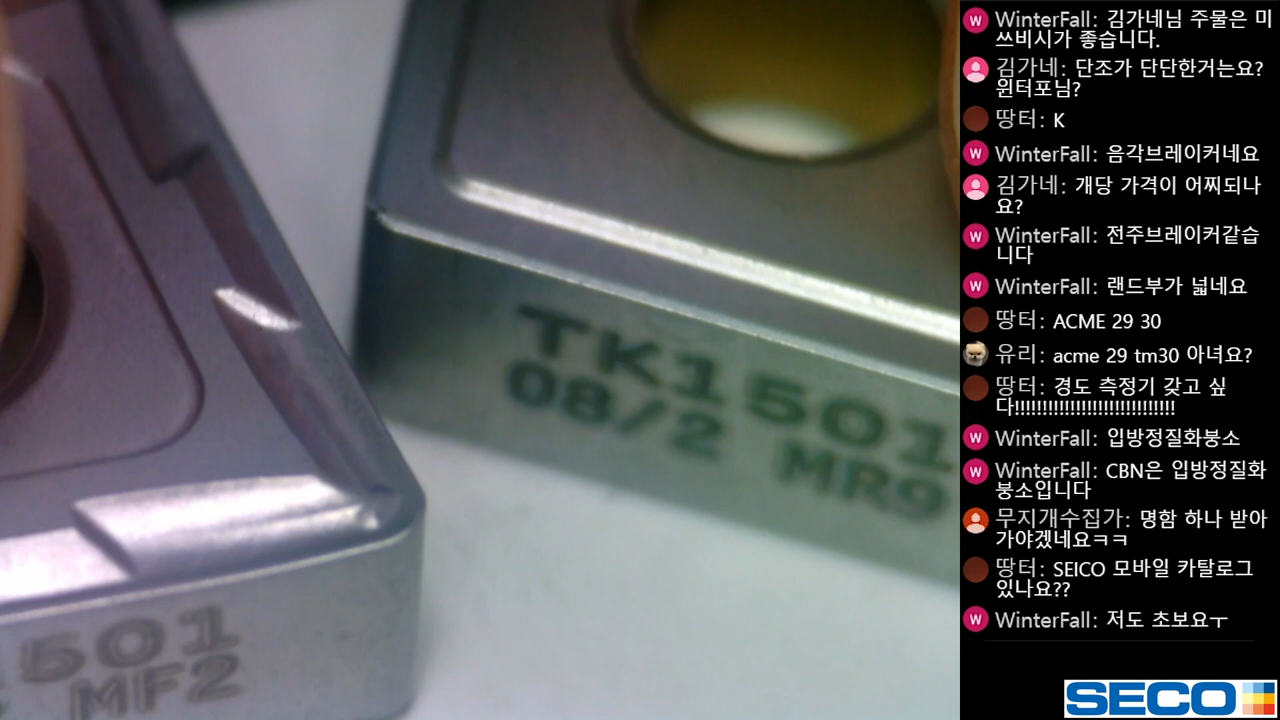 TK1501
08/2 MR9
501
MF2
WinterFall: 김가네님 주물은 미
쓰비시가 좋습니다.
김가네: 단조가 단단한거는요?
윈터포님?
땅터: K
WinterFall: 음각브레이커네요
김가네: 개당 가격이 어찌되나
요?
WinterFall: 전주브레이커같습
니다
WinterFall: 랜드부가 넓네요
땅터: ACME 29 30
유리: acme 29 tm30 아녀요?
땅터: 경도 측정기 갖고 싶
다!!!!!!!!!!!!!!!!!!!!!!!!!!!!!
WinterFall: 입방정질화붕소
WinterFall: CBN은 입방정질화
붕소입니다
무지개수집가: 명함 하나 받아
가야겠네요ㅋㅋ
땅터: SEICO 모바일 카탈로그
있나요??
WinterFall: 저도 초보요ㅜ
SECO